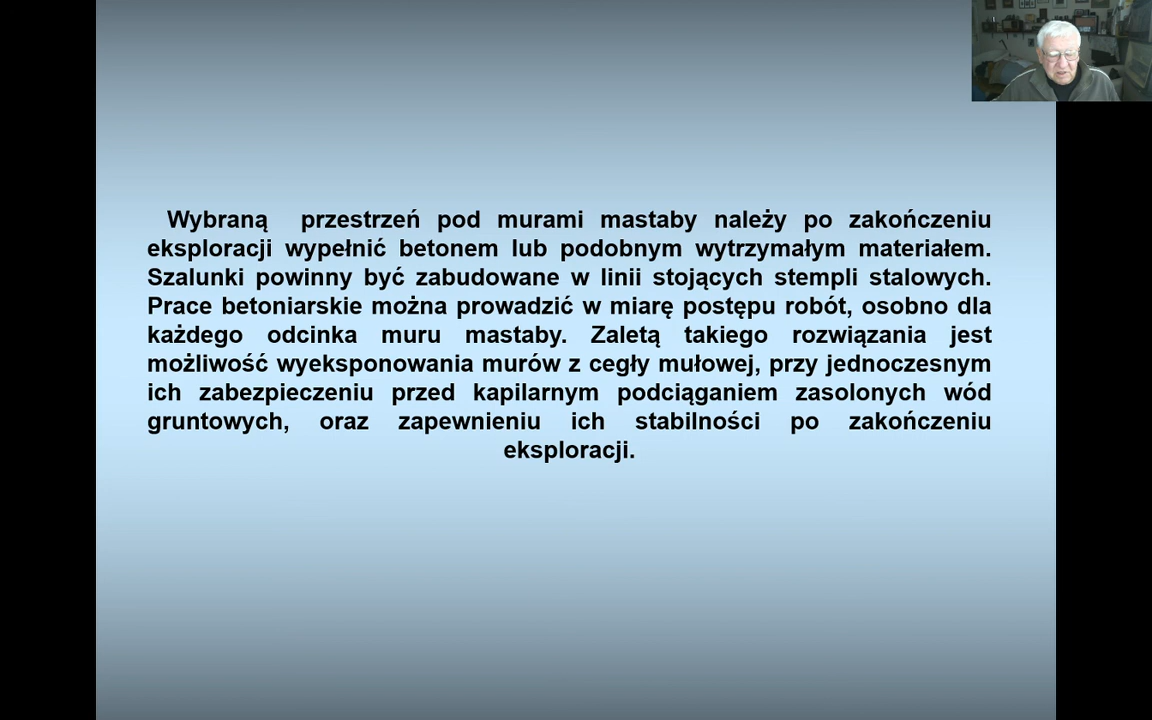 Wybraną przestrzeń pod murami mastaby należy po zakończeniu
eksploracji wypełnić betonem lub podobnym wytrzymałym materiałem.
Szalunki powinny być zabudowane w linii stojących stempli stalowych.
Prace betoniarskie można prowadzić w miarę postępu robót, osobno dla
każdego odcinka muru mastaby. Zaletą takiego rozwiązania jest
możliwość wyeksponowania murów z cegły mułowej, przy jednoczesnym
ich zabezpieczeniu przed kapilarnym podciąganiem zasolonych wód
gruntowych, oraz zapewnieniu ich stabilności po zakończeniu
eksploracji.